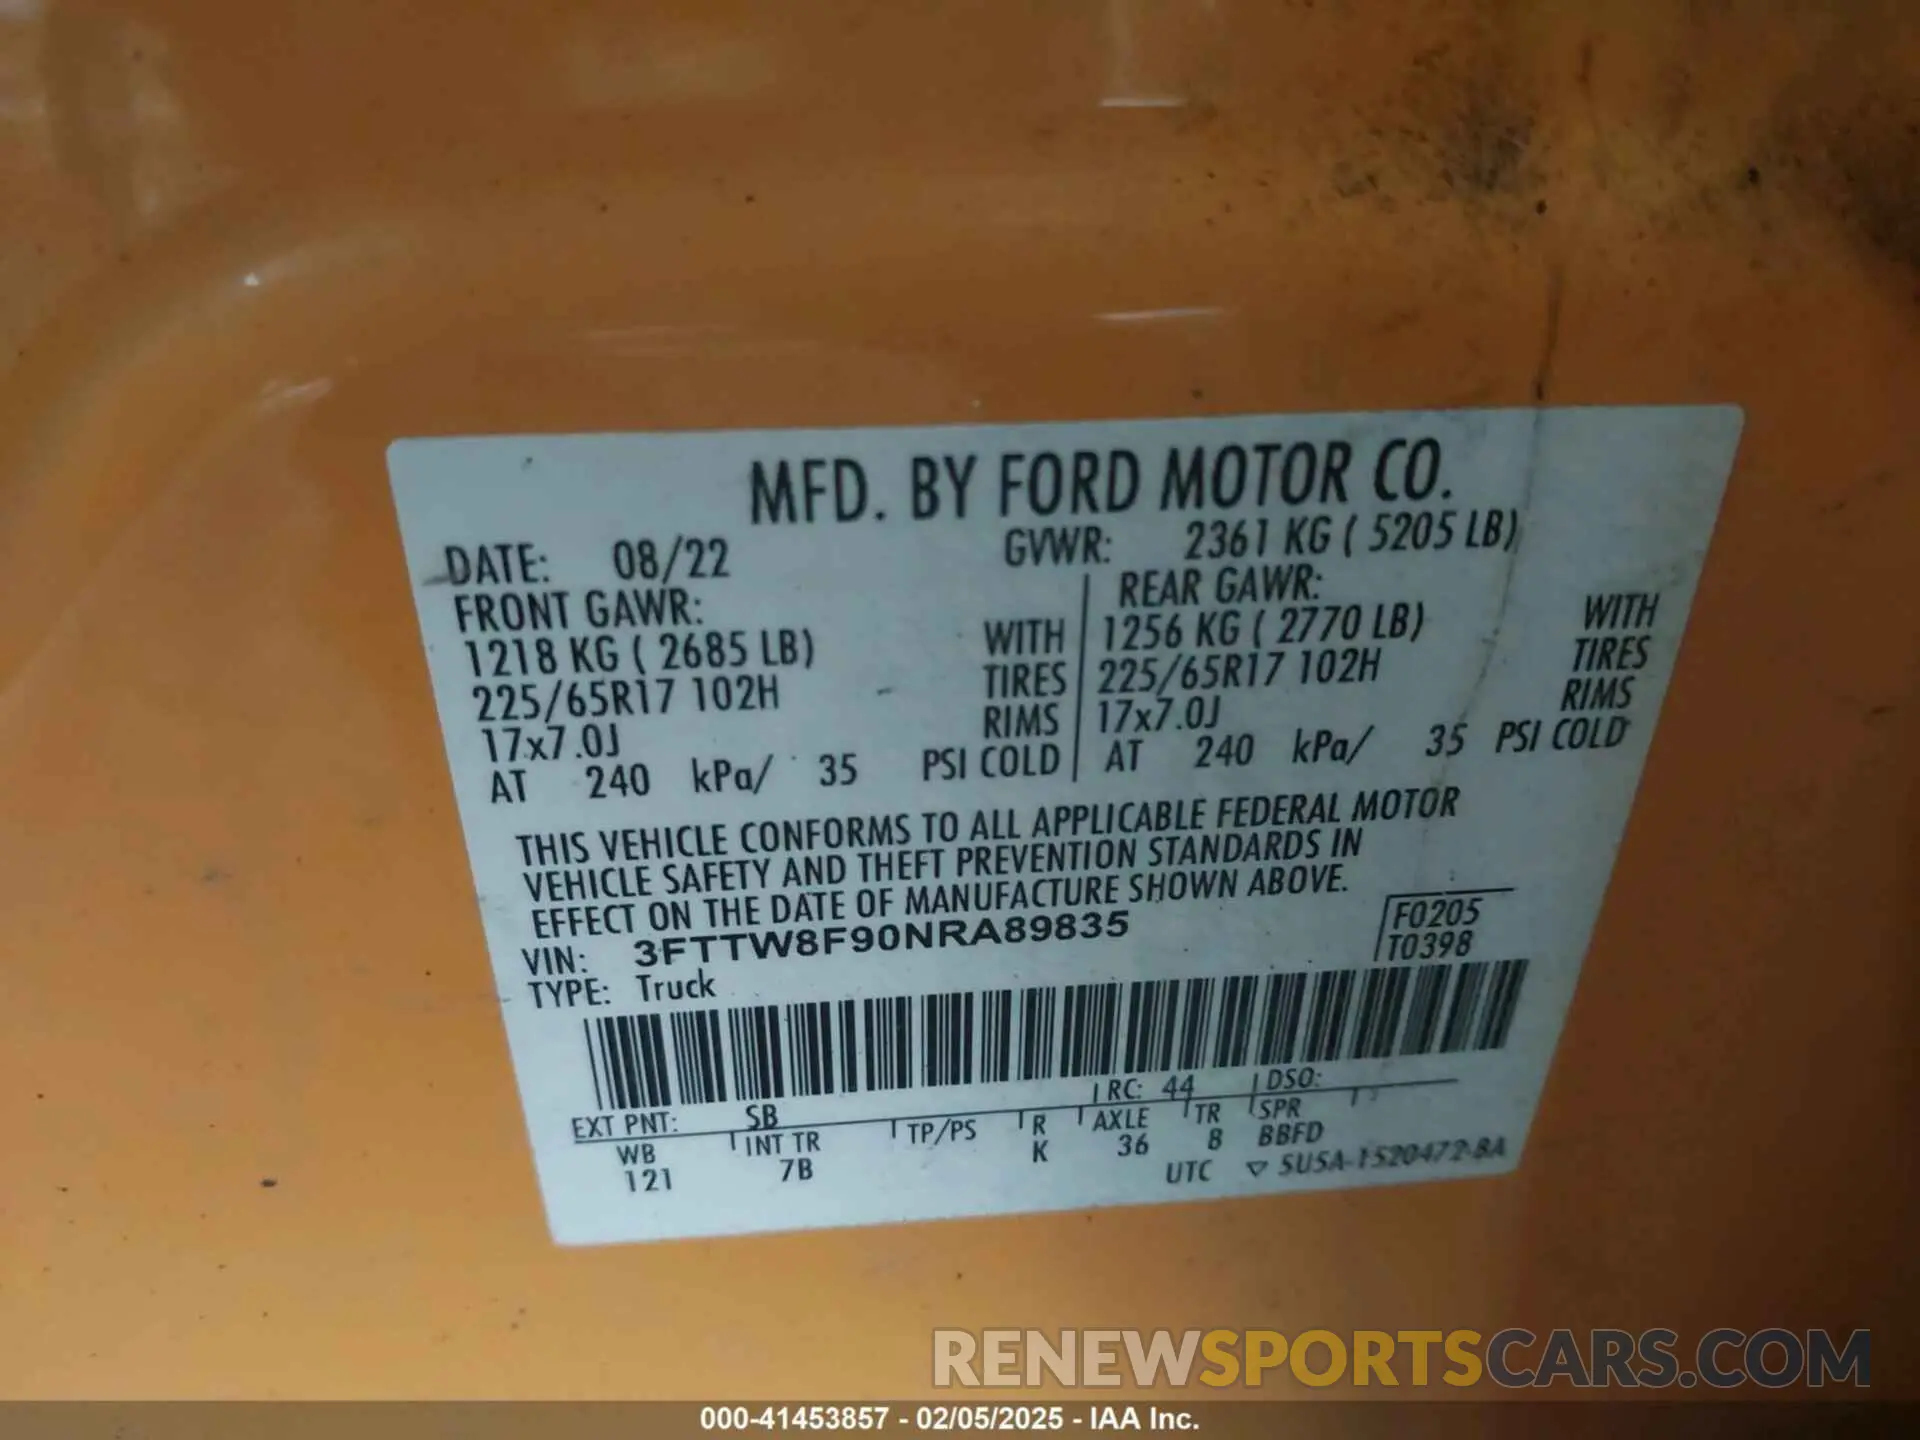 MFD. BY FORD MOTOR CO.
DATE: 08/22 GVWR: 2361 KG ( 5205 LB)
FRONT GAWR: REAR GAWR:
1218 KG ( 2685 LB) WITH 1256 KG ( 2770 LB) WITH
225/65R17 102H TIRES 225/65R17 102H TIRES
17x7.0J RIMS 17x7.0J RIMS
AT 240 kPa/ 35 PSI COLD AT 240 kPa/ 35 PSI COLD
THIS VEHICLE CONFORMS TO ALL APPLICABLE FEDERAL MOTOR
VEHICLE SAFETY AND THEFT PREVENTION STANDARDS IN
EFFECT ON THE DATE OF MANUFACTURE SHOWN ABOVE.
VIN: 3FTTW8F90NRA89835 F0205
TYPE: Truck T0398
EXT PNT: SB RC: 44 DSO:
WB INT TR TP/PS R AXLE TR SPR
121 7B K 36 8 BBFD
UTC ▽ 5USA-1520472-BA
RENEWSPORTSCARS.COM
000-41453857 - 02/05/2025 - IAA Inc.